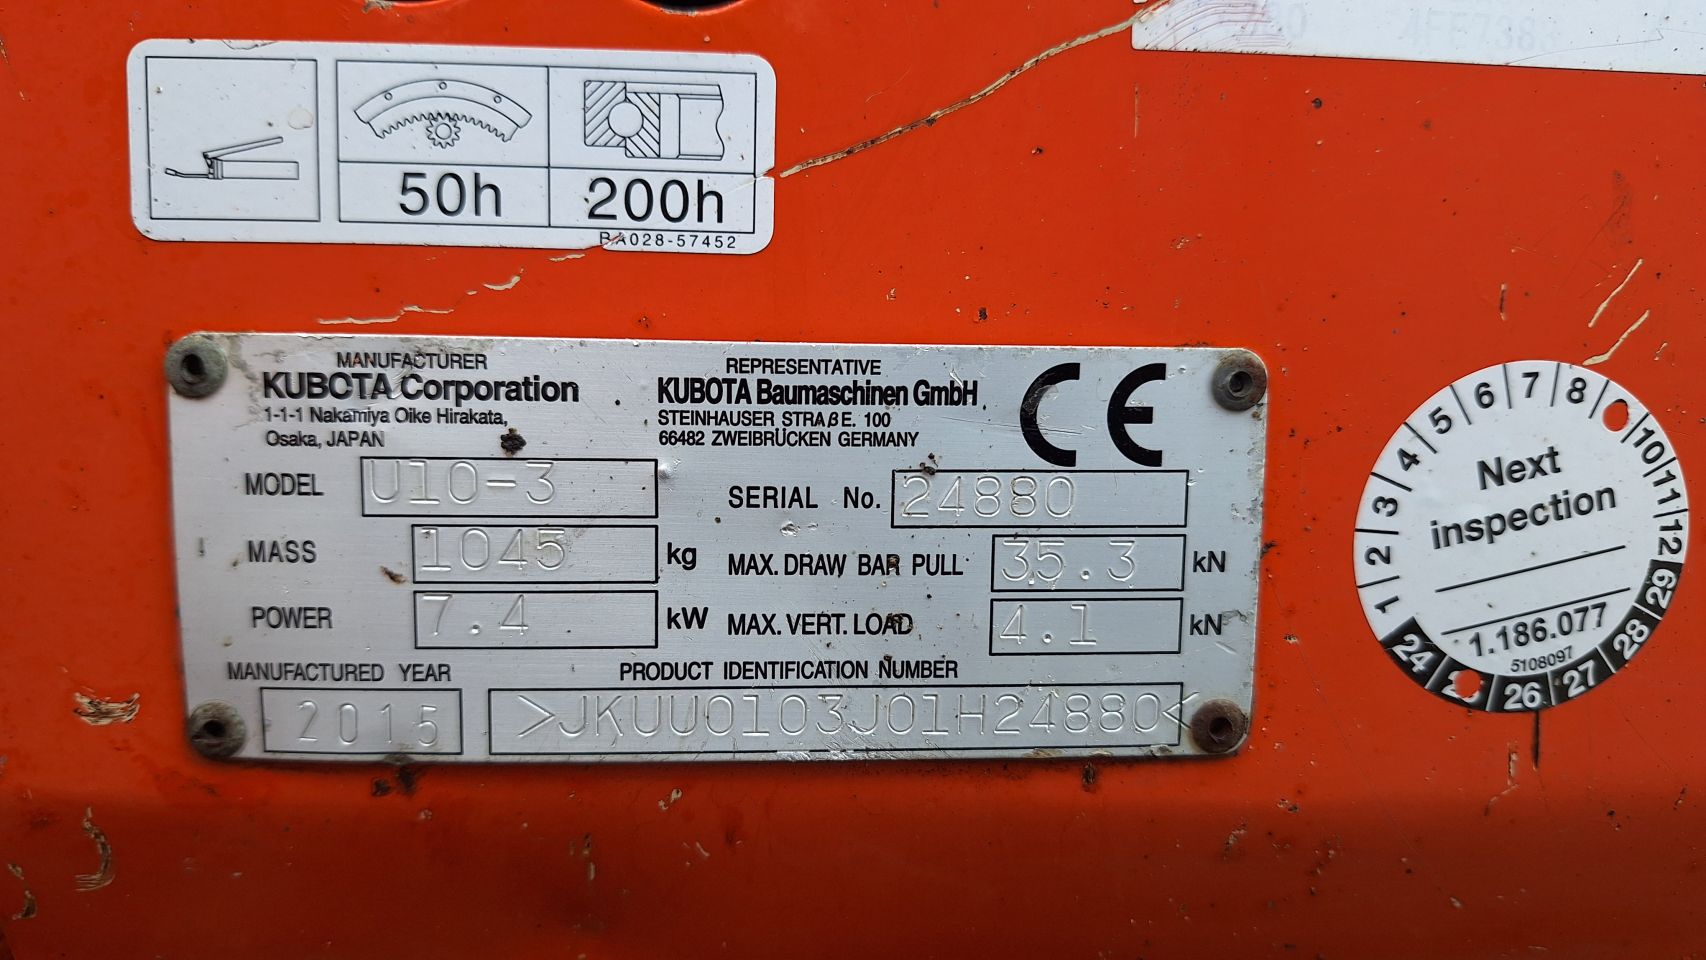 4FE7383
50h
200h
BA028-57452
MANUFACTURER
KUBOTA Corporation
1-1-1 Nakamiya Oike Hirakata,
Osaka, JAPAN
REPRESENTATIVE
KUBOTA Baumaschinen GmbH
STEINHAUSER STRAßE. 100
66482 ZWEIBRÜCKEN GERMANY
CE
MODEL U10-3
SERIAL No. 24880
MASS 1045 kg
MAX. DRAW BAR PULL 35.3 kN
POWER 7.4 kW
MAX. VERT. LOAD 4.1 kN
MANUFACTURED YEAR
2015
PRODUCT IDENTIFICATION NUMBER
>JKUU0103J01H24880<
1 2 3 4 5 6 7 8 10 11 12
Next
inspection
1.186.077
5108097
24 26 27 28 29